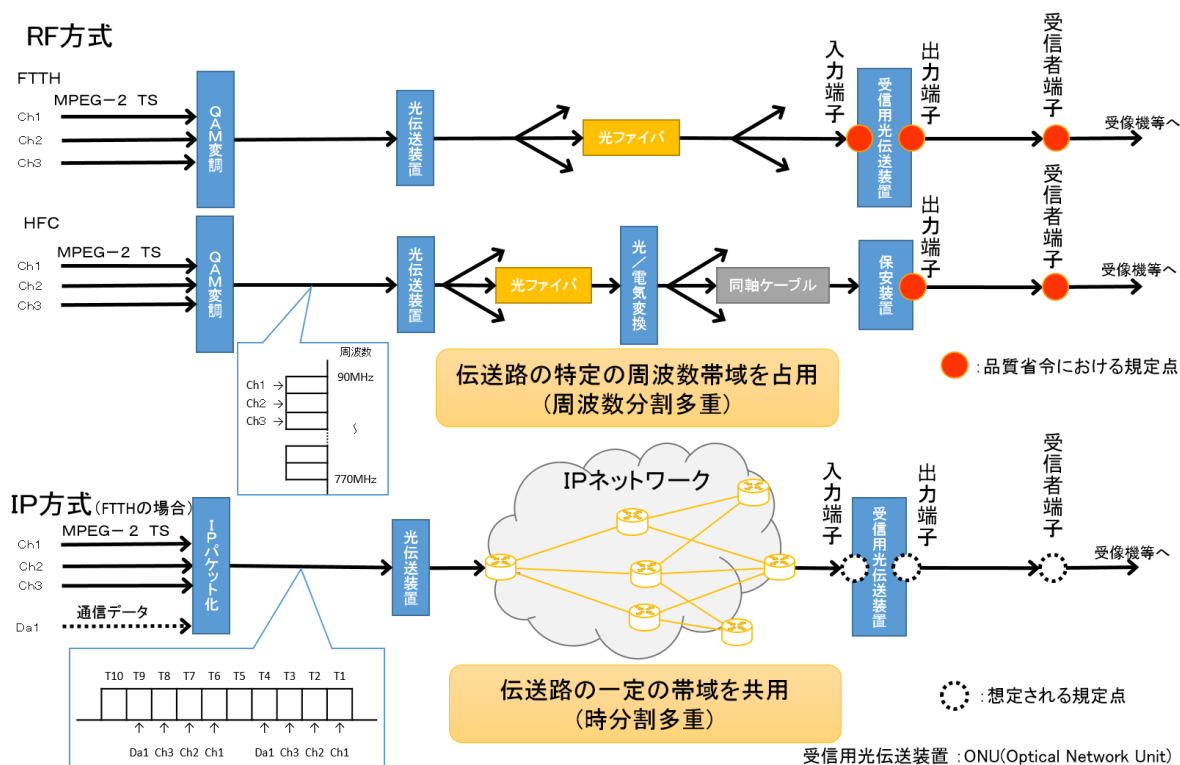 RF方式
FTTH
MPEG-2 TS
Ch1
Ch2
Ch3
QAM変調
光伝送装置
光ファイバ
入力端子
受信用光伝送装置
出力端子
受信者端子
受像機等へ
HFC
MPEG-2 TS
Ch1
Ch2
Ch3
QAM変調
光伝送装置
光ファイバ
光/電気変換
同軸ケーブル
保安装置
出力端子
受信者端子
受像機等へ
周波数
90MHz
Ch1
Ch2
Ch3
~
770MHz
伝送路の特定の周波数帯域を占用
(周波数分割多重)
:品質省令における規定点
IP方式(FTTHの場合)
MPEG-2 TS
Ch1
Ch2
Ch3
通信データ
Da1
IPパケット化
光伝送装置
IPネットワーク
入力端子
受信用光伝送装置
出力端子
受信者端子
受像機等へ
T10 T9 T8 T7 T6 T5 T4 T3 T2 T1
Da1 Ch3 Ch2 Ch1 Da1 Ch3 Ch2 Ch1
伝送路の一定の帯域を共用
(時分割多重)
:想定される規定点
受信用光伝送装置:ONU(Optical Network Unit)